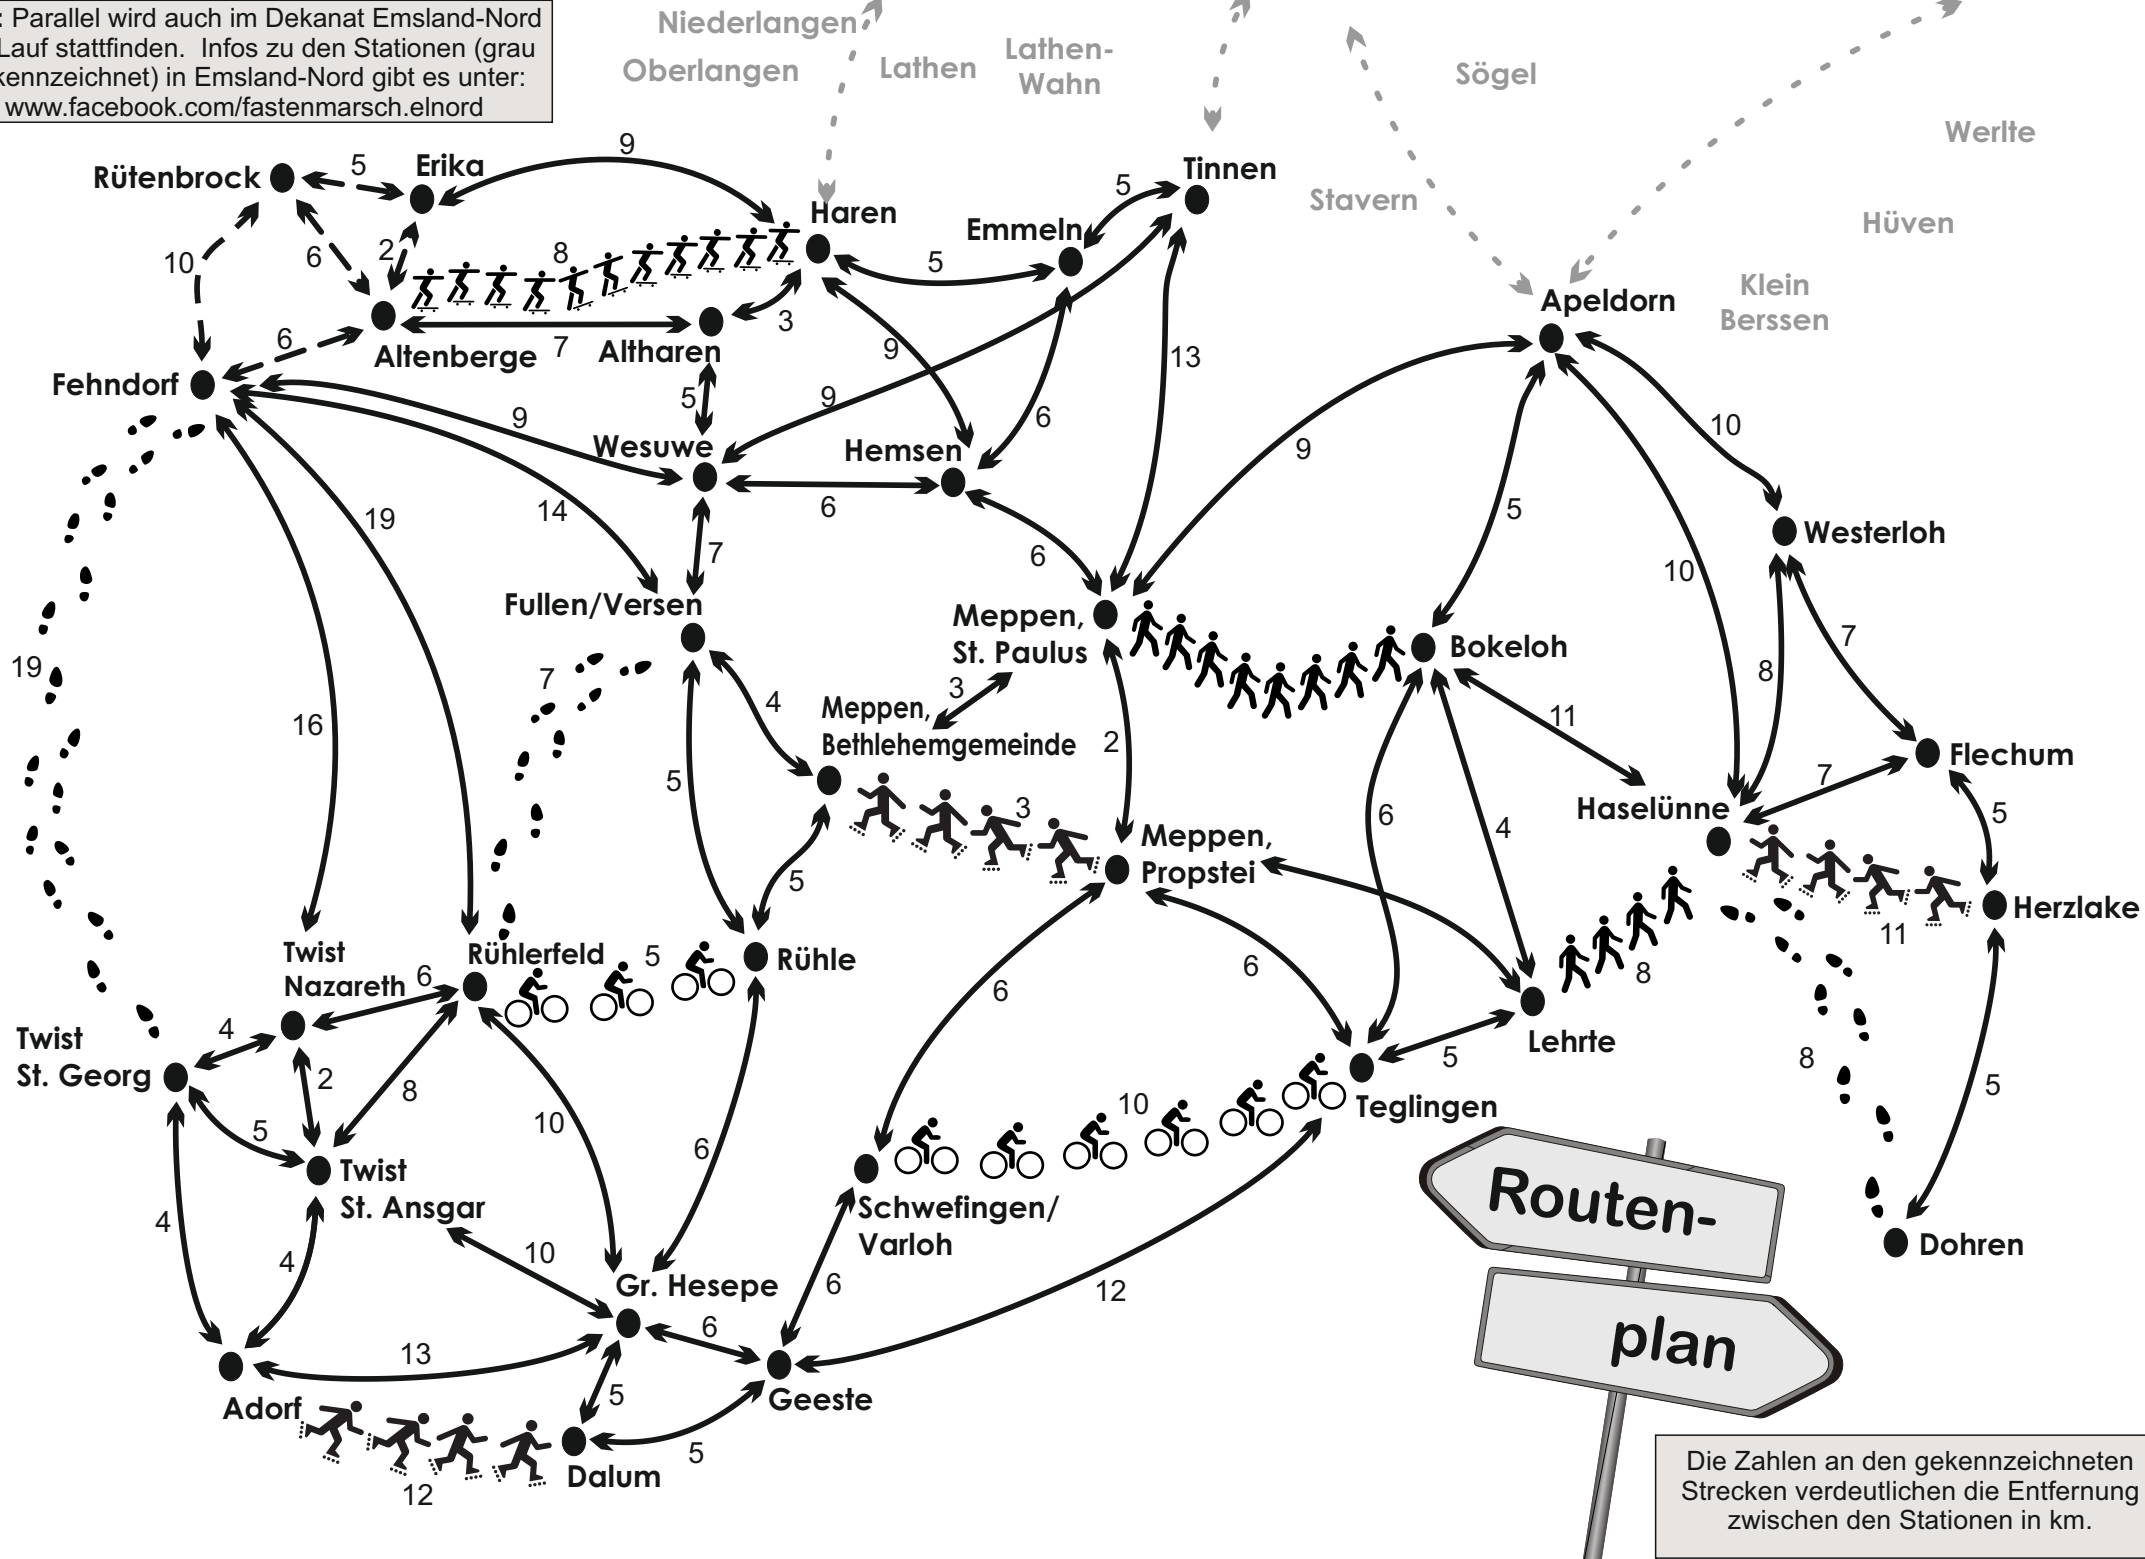 : Parallel wird auch im Dekanat Emsland-Nord
Lauf stattfinden. Infos zu den Stationen (grau
kennzeichnet) in Emsland-Nord gibt es unter:
www.facebook.com/fastenmarsch.elnord
Niederlangen
Oberlangen
Lathen
Lathen-
Wahn
Sögel
Werlte
Stavern
Hüven
Klein
Berssen
Rütenbrock
5
Erika
9
Haren
Tinnen
5
Emmeln
5
10
6
2
8
3
Apeldorn
6
Altenberge
7
Altharen
9
13
Fehndorf
9
5
9
6
10
9
Wesuwe
Hemsen
14
19
6
5
7
6
Westerloh
10
Fullen/Versen
Meppen,
St. Paulus
Bokeloh
7
8
19
7
3
4
Meppen,
Bethlehemgemeinde
11
16
2
5
Flechum
7
3
6
4
Haselünne
5
Meppen,
Propstei
5
Herzlake
11
Twist
Nazareth
6
Rühlerfeld
5
Rühle
6
6
8
4
Twist
St. Georg
Lehrte
5
8
2
8
5
Teglingen
10
10
5
6
Twist
St. Ansgar
Schwefingen/
Varloh
Routen-
4
4
10
Dohren
Gr. Hesepe
6
12
6
13
plan
5
Geeste
Adorf
5
Dalum
12
Die Zahlen an den gekennzeichneten
Strecken verdeutlichen die Entfernung
zwischen den Stationen in km.